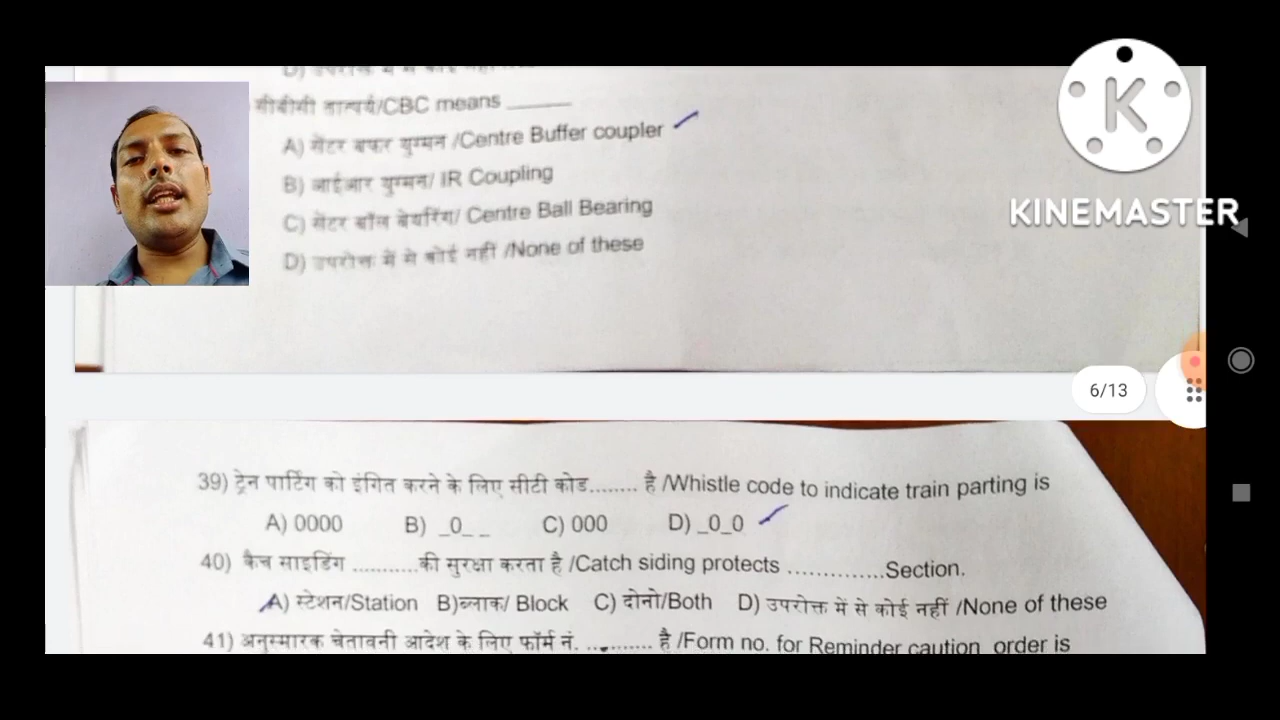 सीबीसी तात्पर्य/CBC means ______
A) सेंटर बफर युग्मन /Centre Buffer coupler
B) आईआर युग्मन/ IR Coupling
C) सेंटर बॉल बेयरिंग/ Centre Ball Bearing
D) उपरोक्त में से कोई नहीं /None of these
KINEMASTER
6/13
39) ट्रेन पार्टिंग को इंगित करने के लिए सीटी कोड........ है /Whistle code to indicate train parting is
A) 0000 B) _0_ _ C) 000 D) _0_0
40) कैच साइडिंग ...........की सुरक्षा करता है /Catch siding protects ...............Section.
A) स्टेशन/Station B)ब्लाक/ Block C) दोनो/Both D) उपरोक्त में से कोई नहीं /None of these
41) अनुस्मारक चेतावनी आदेश के लिए फॉर्म नं. .......... है /Form no. for Reminder caution order is